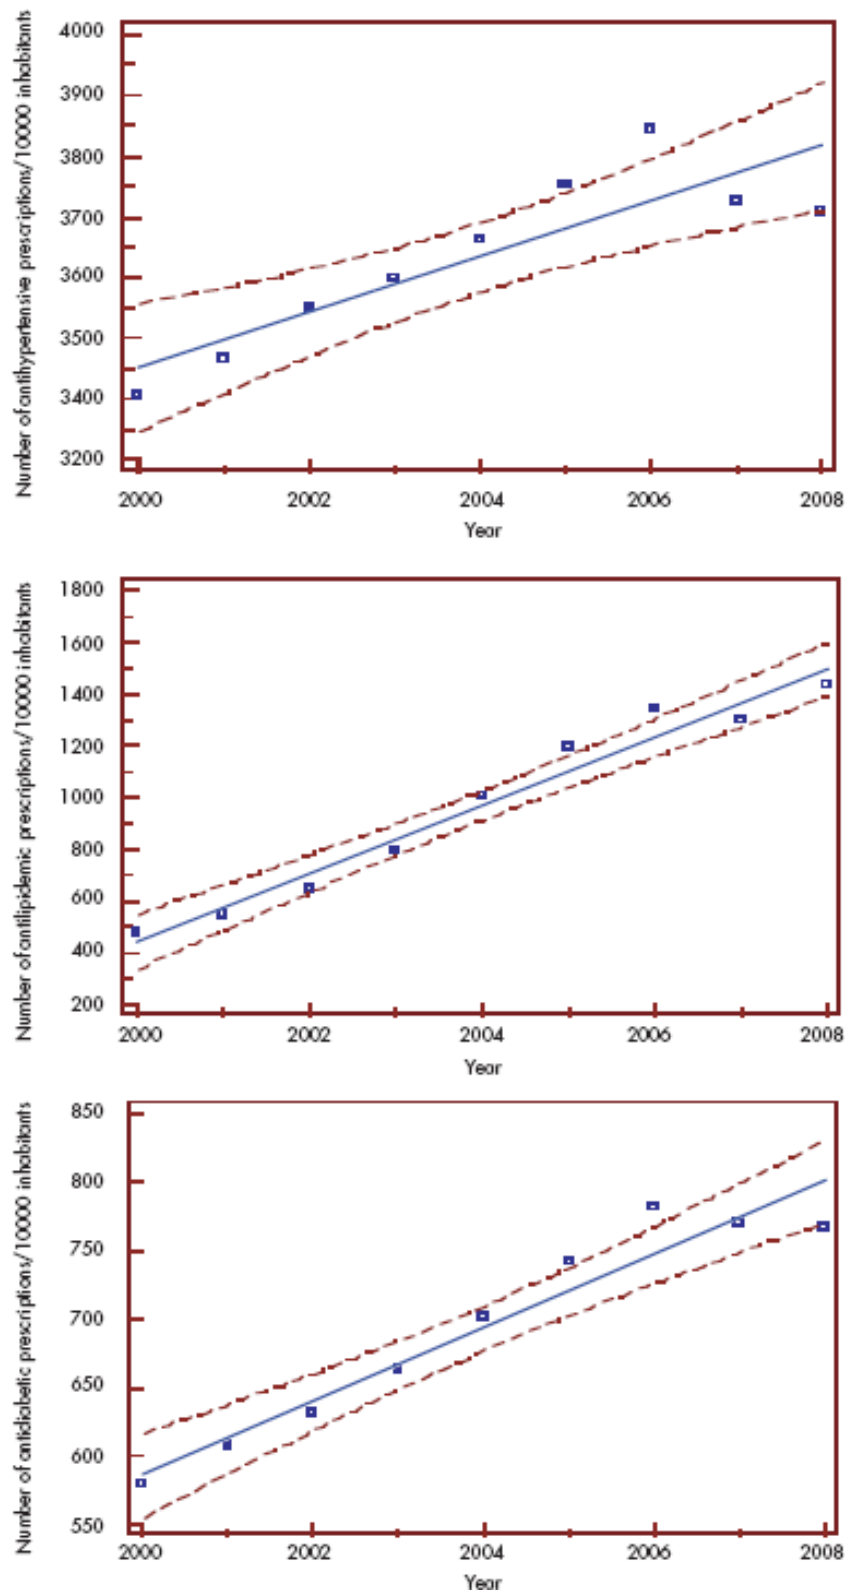 Number of antihypertensive prescriptions/10000 inhabitants
4000
3900
3800
3700
3600
3500
3400
3200
2000 2002 2004 2006 2008
Year
Number of antilipidemic prescriptions/10000 inhabitants
1800
1600
1400
1200
1000
800
600
400
200
2000 2002 2004 2006 2008
Year
Number of antidiabetic prescriptions/10000 inhabitants
850
800
750
700
650
600
550
2000 2002 2004 2006 2008
Year